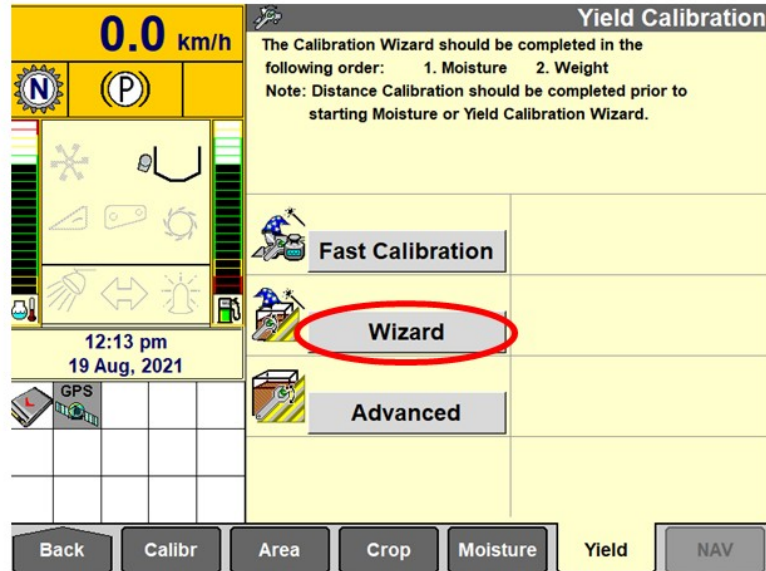 0.0 km/h
N
(P)
12:13 pm
19 Aug, 2021
GPS
Yield Calibration
The Calibration Wizard should be completed in the
following order: 1. Moisture 2. Weight
Note: Distance Calibration should be completed prior to
starting Moisture or Yield Calibration Wizard.
Fast Calibration
Wizard
Advanced
Back
Calibr
Area
Crop
Moisture
Yield
NAV